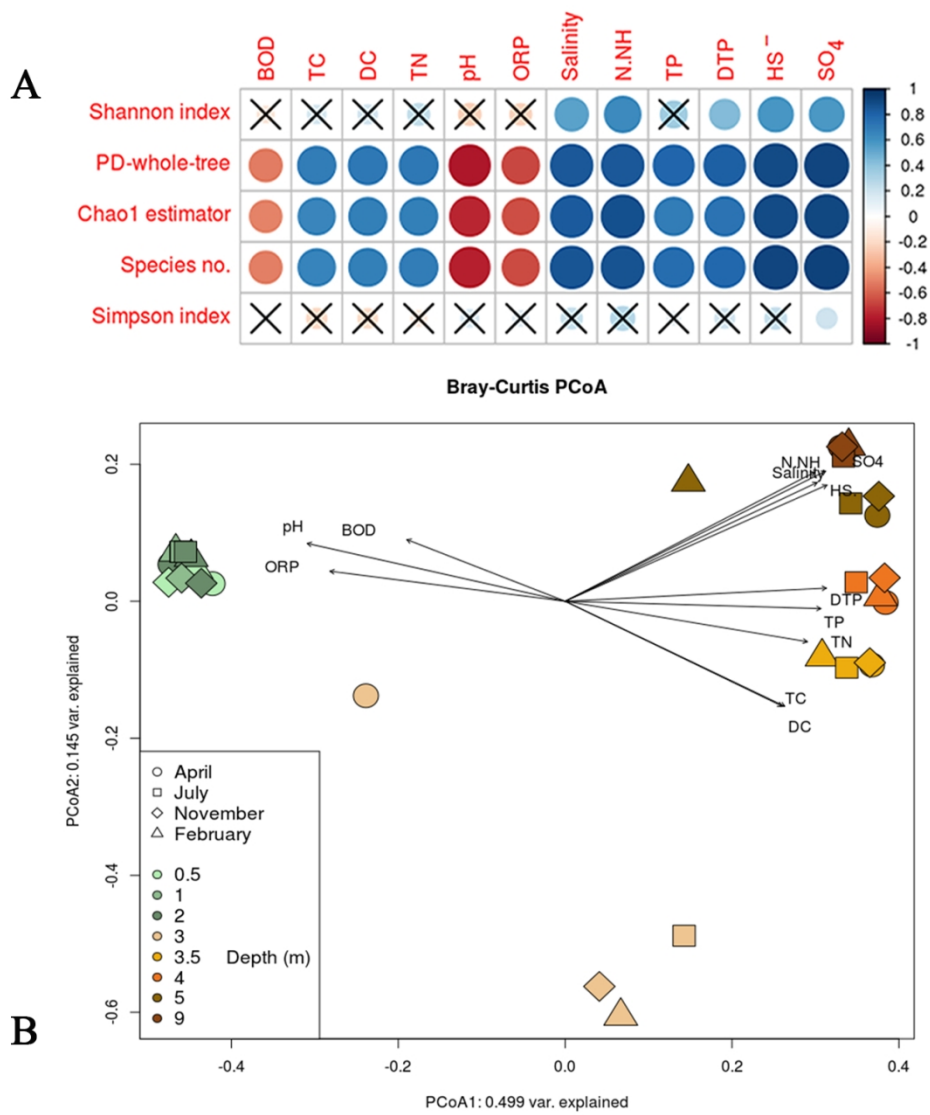 A
BOD TC DC TN pH ORP Salinity N.NH TP DTP HS⁻ SO₄
Shannon index
PD-whole-tree
Chao1 estimator
Species no.
Simpson index
1
0.8
0.6
0.4
0.2
0
-0.2
-0.4
-0.6
-0.8
-1
Bray-Curtis PCoA
PCoA2: 0.145 var. explained
0.2
0.0
-0.2
-0.4
-0.6
N.NH SO4
Salinity
HS.
pH BOD
ORP
DTP
TP
TN
TC
DC
April
July
November
February
0.5
1
2
3
3.5 Depth (m)
4
5
9
B
-0.4 -0.2 0.0 0.2 0.4
PCoA1: 0.499 var. explained